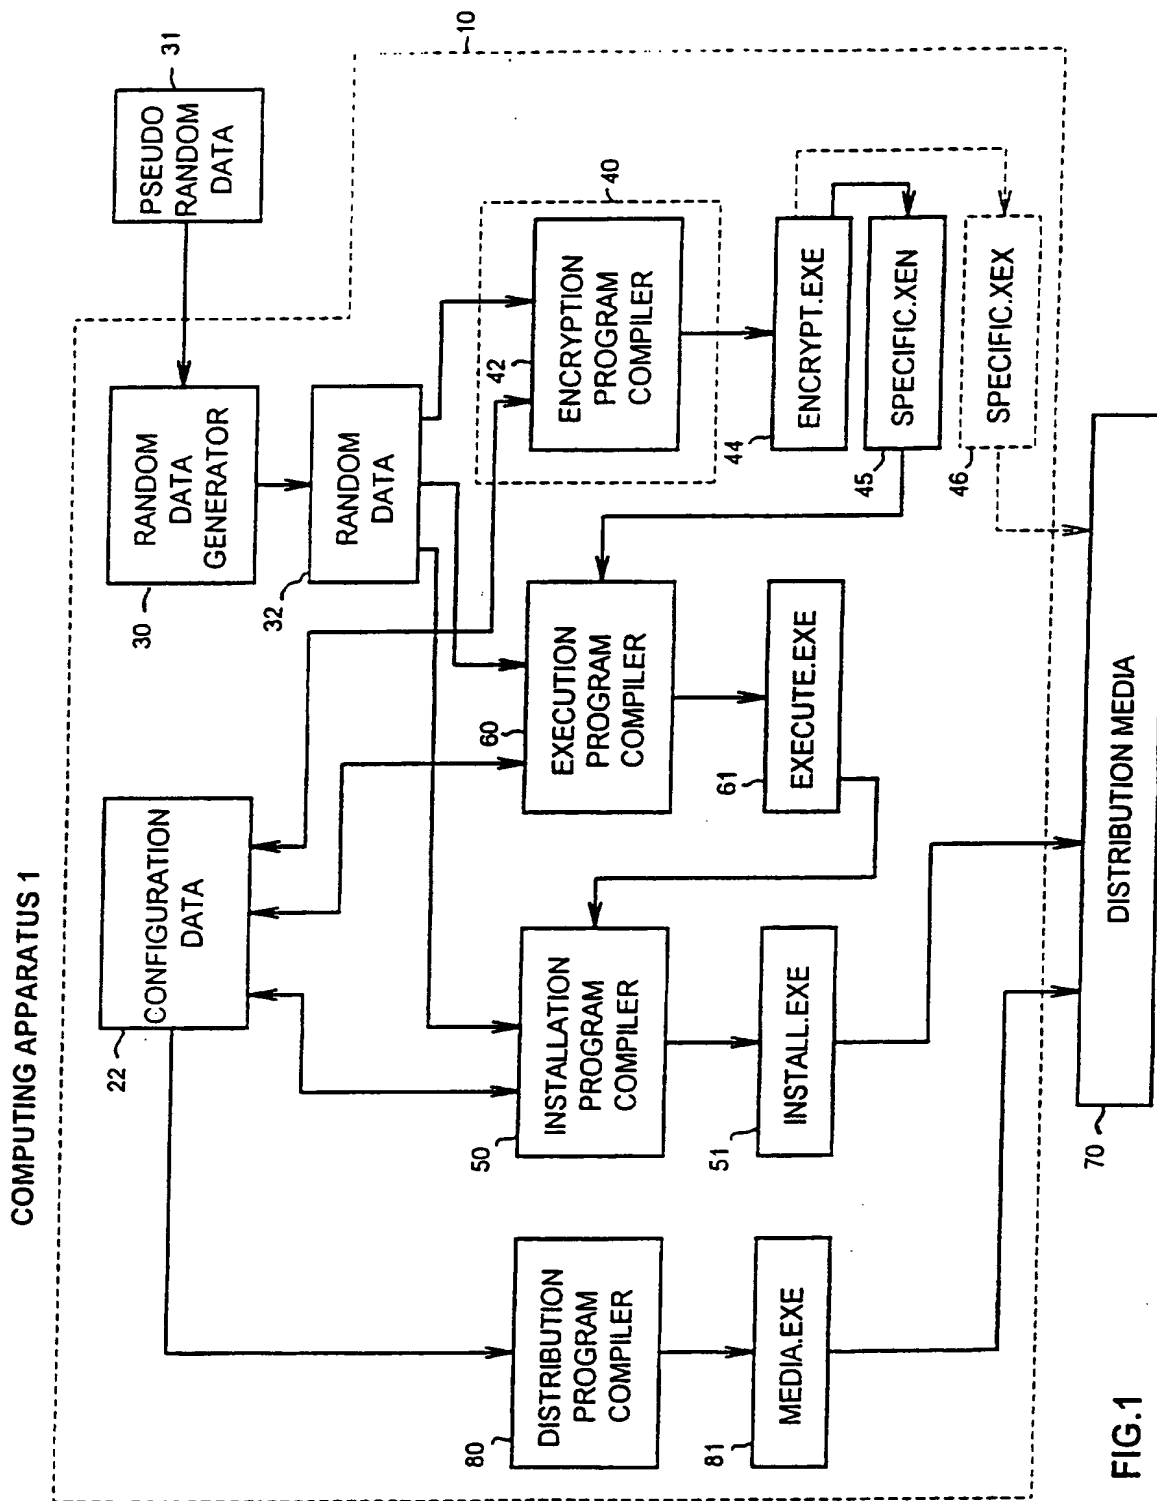 COMPUTING APPARATUS 1
10
PSEUDO
RANDOM
DATA
31
RANDOM
DATA
GENERATOR
30
RANDOM
DATA
32
CONFIGURATION
DATA
22
40
ENCRYPTION
PROGRAM
COMPILER
42
EXECUTION
PROGRAM
COMPILER
60
INSTALLATION
PROGRAM
COMPILER
50
DISTRIBUTION
PROGRAM
COMPILER
80
ENCRYPT.EXE
44
SPECIFIC.XEN
45
SPECIFIC.XEX
46
EXECUTE.EXE
61
INSTALL.EXE
51
MEDIA.EXE
81
DISTRIBUTION MEDIA
70
FIG.1